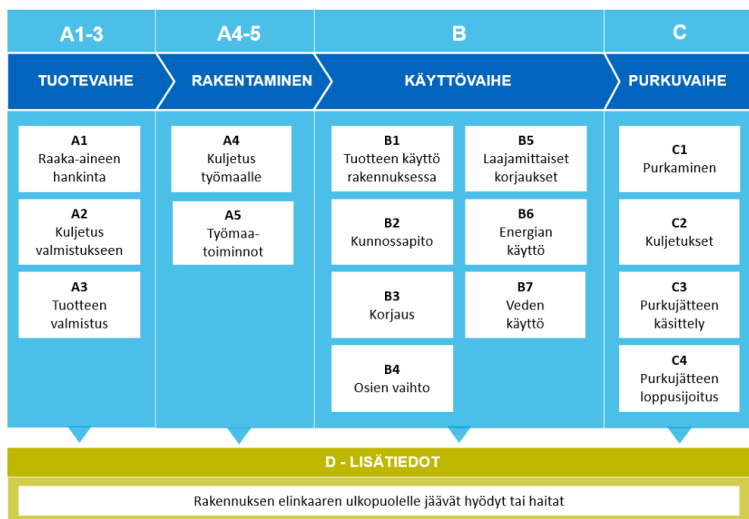 A1-3
A4-5
B
C
TUOTEVAIHE
RAKENTAMINEN
KÄYTTÖVAIHE
PURKUVAIHE
A1
Raaka-aineen
hankinta
A2
Kuljetus
valmistukseen
A3
Tuotteen
valmistus
A4
Kuljetus
työmaalle
A5
Työmaa-
toiminnot
B1
Tuotteen käyttö
rakennuksessa
B2
Kunnossapito
B3
Korjaus
B4
Osien vaihto
B5
Laajamittaiset
korjaukset
B6
Energian
käyttö
B7
Veden
käyttö
C1
Purkaminen
C2
Kuljetukset
C3
Purkujätteen
käsittely
C4
Purkujätteen
loppusijoitus
D - LISÄTIEDOT
Rakennuksen elinkaaren ulkopuolelle jäävät hyödyt tai haitat